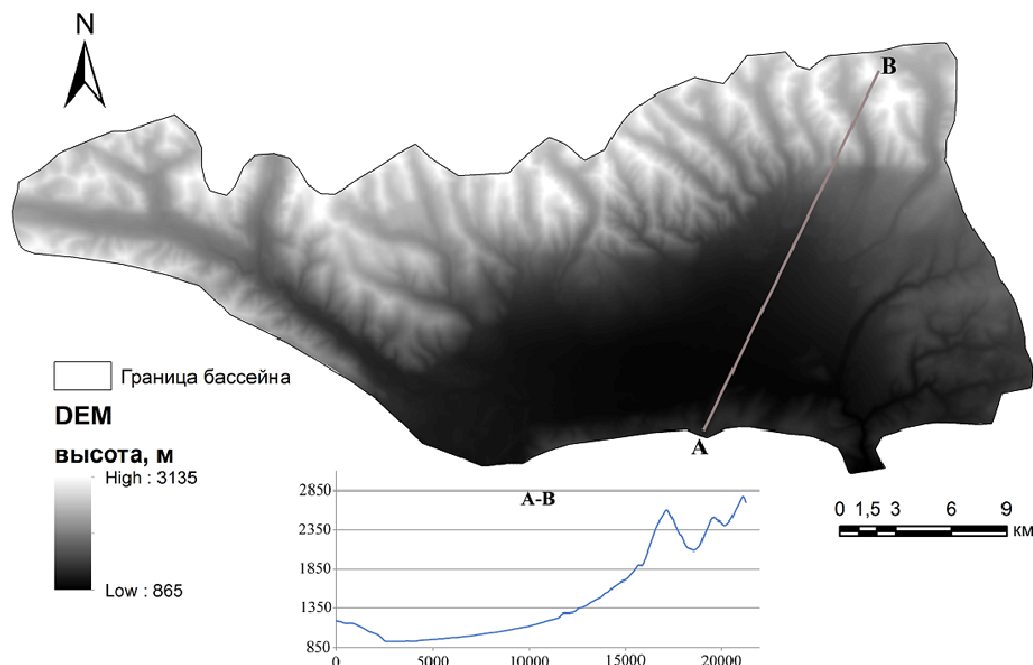 N
B
A
Граница бассейна
DEM
высота, м
High : 3135
Low : 865
A-B
2850
2350
1850
1350
850
0 5000 10000 15000 20000
0 1,5 3 6 9
км